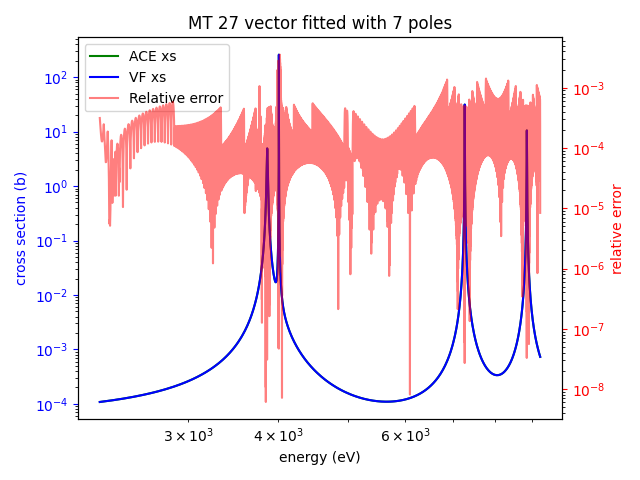 MT 27 vector fitted with 7 poles
ACE xs
VF xs
Relative error
cross section (b)
10²
10¹
10⁰
10⁻¹
10⁻²
10⁻³
10⁻⁴
10⁻³
10⁻⁴
10⁻⁵
10⁻⁶
10⁻⁷
10⁻⁸
relative error
3 × 10³
4 × 10³
6 × 10³
energy (eV)